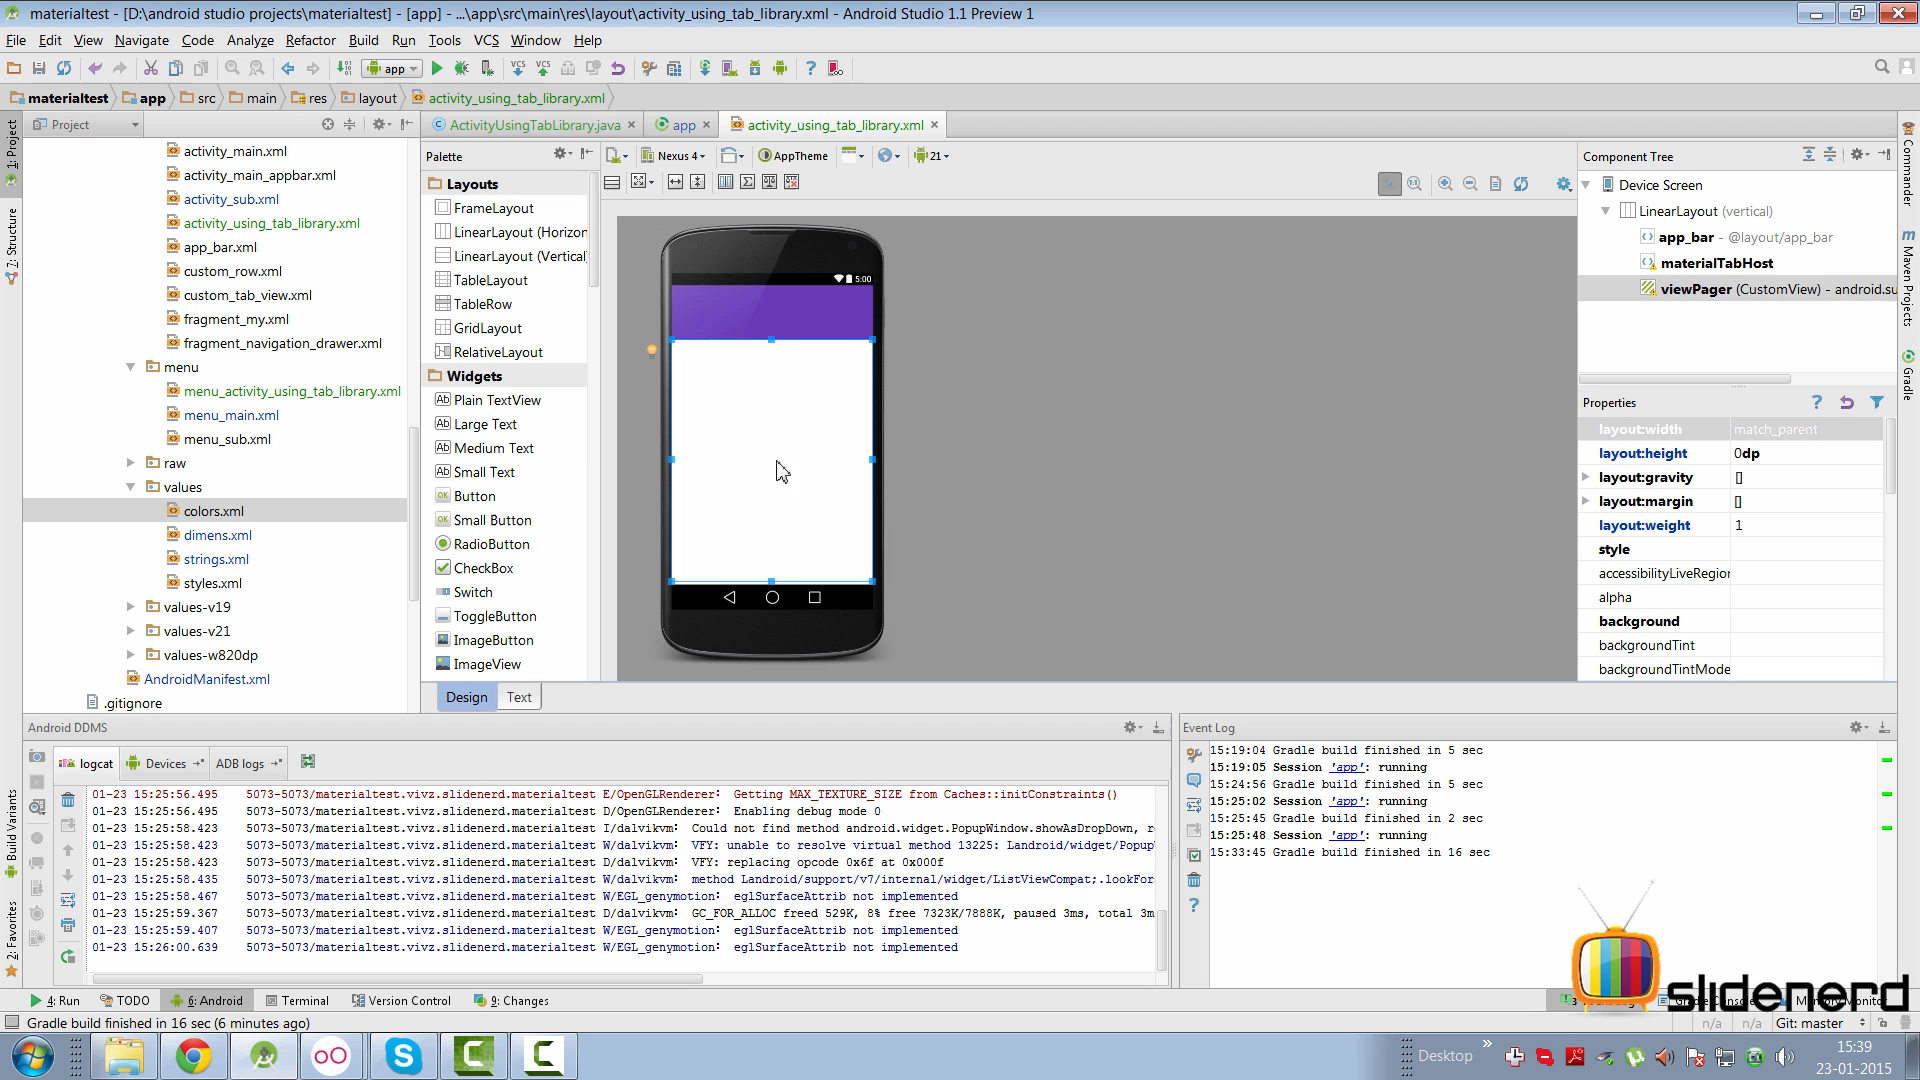 materialtest - [D:\android studio projects\materialtest] - [app] - ...\app\src\main\res\layout\activity_using_tab_library.xml - Android Studio 1.1 Preview 1
File Edit View Navigate Code Analyze Refactor Build Run Tools VCS Window Help
app
materialtest app src main res layout activity_using_tab_library.xml
Project
ActivityUsingTabLibrary.java app activity_using_tab_library.xml
1: Project
7: Structure
Build Variants
2: Favorites
activity_main.xml
activity_main_appbar.xml
activity_sub.xml
activity_using_tab_library.xml
app_bar.xml
custom_row.xml
custom_tab_view.xml
fragment_my.xml
fragment_navigation_drawer.xml
menu
menu_activity_using_tab_library.xml
menu_main.xml
menu_sub.xml
raw
values
colors.xml
dimens.xml
strings.xml
styles.xml
values-v19
values-v21
values-w820dp
AndroidManifest.xml
.gitignore
Palette
Layouts
FrameLayout
LinearLayout (Horizon
LinearLayout (Vertical
TableLayout
TableRow
GridLayout
RelativeLayout
Widgets
Plain TextView
Large Text
Medium Text
Small Text
Button
Small Button
RadioButton
CheckBox
Switch
ToggleButton
ImageButton
ImageView
Design Text
Nexus 4 AppTheme 21
5:00
Component Tree
Device Screen
LinearLayout (vertical)
app_bar - @layout/app_bar
materialTabHost
viewPager (CustomView) - android.su
Properties
layout:width match_parent
layout:height 0dp
layout:gravity []
layout:margin []
layout:weight 1
style
accessibilityLiveRegion
alpha
background
backgroundTint
backgroundTintMode
Commander
Maven Projects
Gradle
Android DDMS
logcat Devices ADB logs
01-23 15:25:56.495 5073-5073/materialtest.vivz.slidenerd.materialtest E/OpenGLRenderer: Getting MAX_TEXTURE_SIZE from Caches::initConstraints()
01-23 15:25:56.495 5073-5073/materialtest.vivz.slidenerd.materialtest D/OpenGLRenderer: Enabling debug mode 0
01-23 15:25:58.423 5073-5073/materialtest.vivz.slidenerd.materialtest I/dalvikvm: Could not find method android.widget.PopupWindow.showAsDropDown, re
01-23 15:25:58.423 5073-5073/materialtest.vivz.slidenerd.materialtest W/dalvikvm: VFY: unable to resolve virtual method 13225: Landroid/widget/Popup
01-23 15:25:58.423 5073-5073/materialtest.vivz.slidenerd.materialtest D/dalvikvm: VFY: replacing opcode 0x6f at 0x000f
01-23 15:25:58.435 5073-5073/materialtest.vivz.slidenerd.materialtest W/dalvikvm: method Landroid/support/v7/internal/widget/ListViewCompat;.lookFor
01-23 15:25:58.467 5073-5073/materialtest.vivz.slidenerd.materialtest W/EGL_genymotion: eglSurfaceAttrib not implemented
01-23 15:25:59.367 5073-5073/materialtest.vivz.slidenerd.materialtest D/dalvikvm: GC_FOR_ALLOC freed 529K, 8% free 7323K/7888K, paused 3ms, total 3m
01-23 15:25:59.407 5073-5073/materialtest.vivz.slidenerd.materialtest W/EGL_genymotion: eglSurfaceAttrib not implemented
01-23 15:26:00.639 5073-5073/materialtest.vivz.slidenerd.materialtest W/EGL_genymotion: eglSurfaceAttrib not implemented
Event Log
15:19:04 Gradle build finished in 5 sec
15:19:05 Session 'app': running
15:24:56 Gradle build finished in 5 sec
15:25:02 Session 'app': running
15:25:45 Gradle build finished in 2 sec
15:25:48 Session 'app': running
15:33:45 Gradle build finished in 16 sec
slidenerd
4: Run TODO 6: Android Terminal Version Control 9: Changes
Gradle build finished in 16 sec (6 minutes ago)
n/a n/a Git: master
Desktop
15:39
23-01-2015